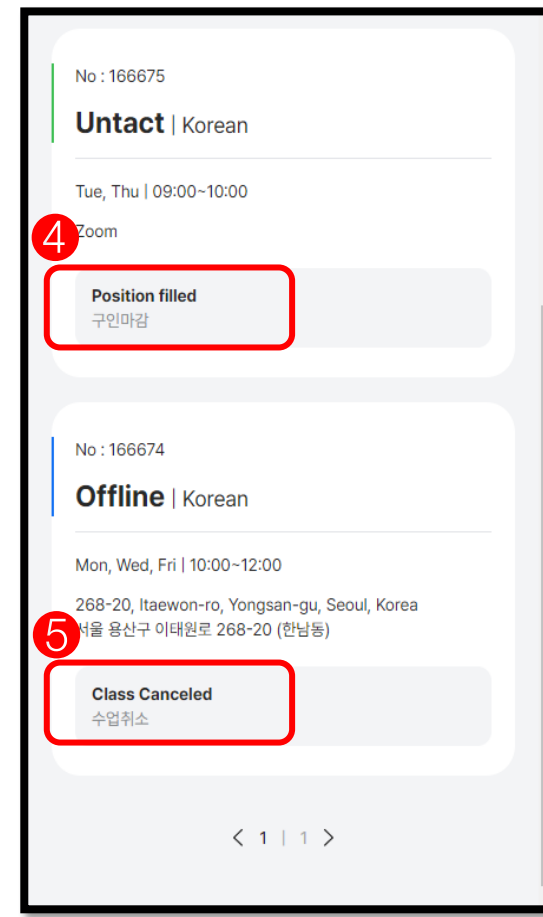 No : 166675
Untact | Korean
Tue, Thu | 09:00~10:00
4
Zoom
Position filled
구인마감
No : 166674
Offline | Korean
Mon, Wed, Fri | 10:00~12:00
268-20, Itaewon-ro, Yongsan-gu, Seoul, Korea
5
서울 용산구 이태원로 268-20 (한남동)
Class Canceled
수업취소
< 1 | 1 >